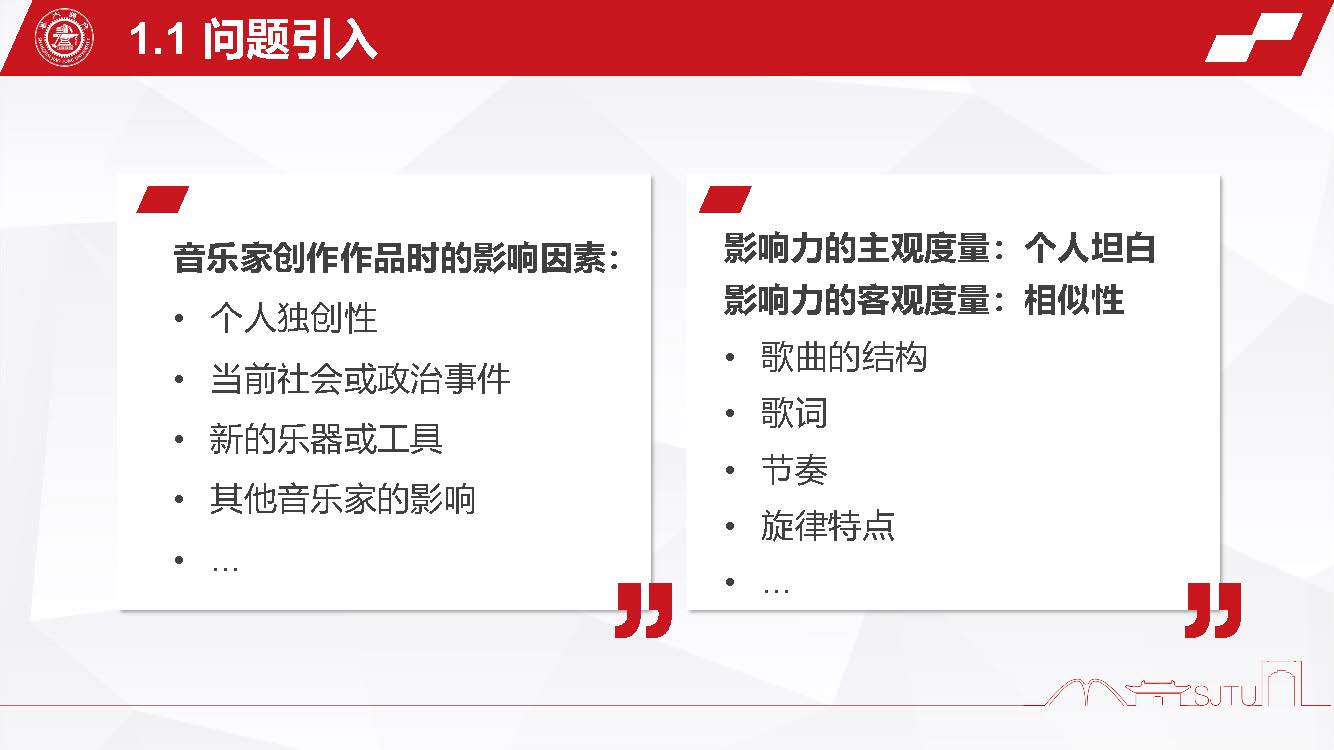 1.1 问题引入
音乐家创作作品时的影响因素：
• 个人独创性
• 当前社会或政治事件
• 新的乐器或工具
• 其他音乐家的影响
• …
影响力的主观度量：个人坦白
影响力的客观度量：相似性
• 歌曲的结构
• 歌词
• 节奏
• 旋律特点
• …
SJTU